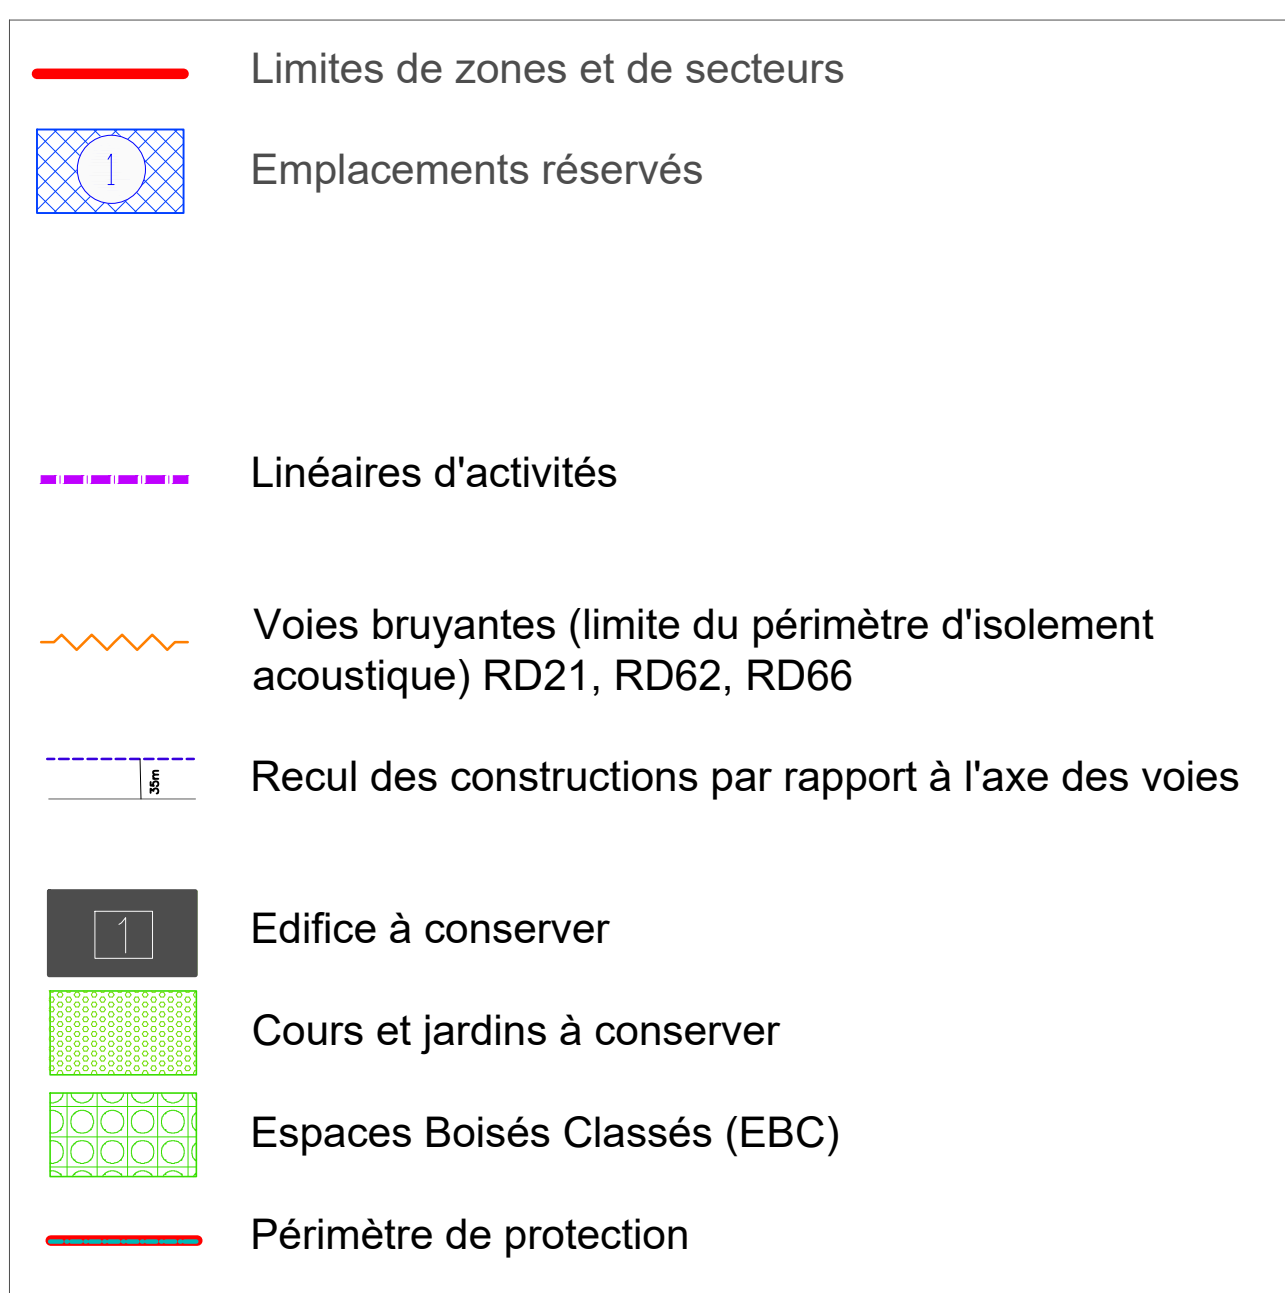 Limites de zones et de secteurs
1
Emplacements réservés
Linéaires d'activités
Voies bruyantes (limite du périmètre d'isolement
acoustique) RD21, RD62, RD66
35m
Recul des constructions par rapport à l'axe des voies
1
Edifice à conserver
Cours et jardins à conserver
Espaces Boisés Classés (EBC)
Périmètre de protection